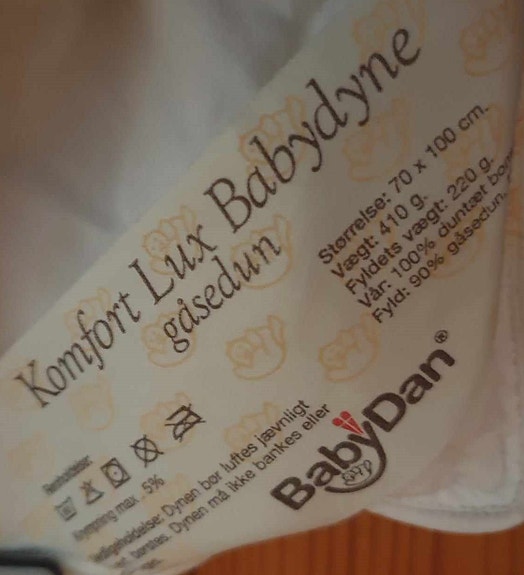 Komfort Lux Babydyne
gåsedun
Størrelse: 70 x 100 cm.
Vægt: 410 g.
Fyldets vægt: 220 g.
Vår: 100% duntæt
Fyld: 90% gåsedun
Krympning max. 5%
Dynen bør luftes jævnligt
Dynen må ikke bankes eller
BabyDan®